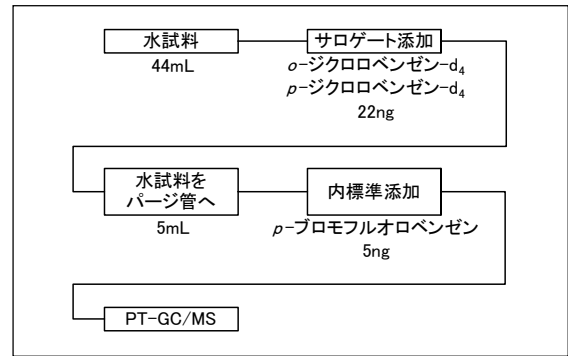 水試料
44mL
サロゲート添加
o-ジクロロベンゼン-d4
p-ジクロロベンゼン-d4
22ng
水試料を
パージ管へ
5mL
内標準添加
p-ブロモフルオロベンゼン
5ng
PT-GC/MS